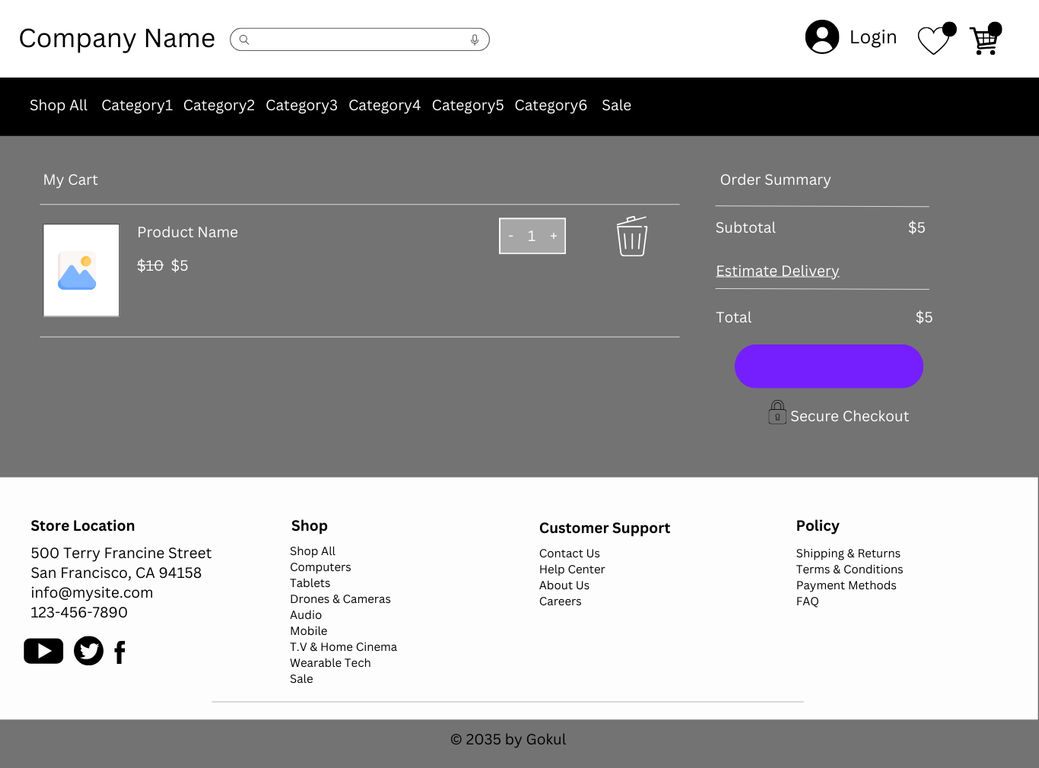 Company Name
Login
Shop All Category1 Category2 Category3 Category4 Category5 Category6 Sale
My Cart
Product Name
$10 $5
- 1 +
Order Summary
Subtotal $5
Estimate Delivery
Total $5
Secure Checkout
Store Location
500 Terry Francine Street
San Francisco, CA 94158
info@mysite.com
123-456-7890
Shop
Shop All
Computers
Tablets
Drones & Cameras
Audio
Mobile
T.V & Home Cinema
Wearable Tech
Sale
Customer Support
Contact Us
Help Center
About Us
Careers
Policy
Shipping & Returns
Terms & Conditions
Payment Methods
FAQ
© 2035 by Gokul